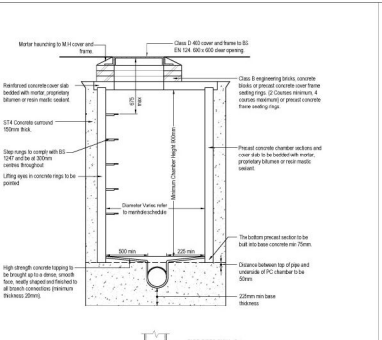 Mortar haunching to M.H cover and
frame.
Class D 400 cover and frame to BS
EN 124. 600 x 600 clear opening.
Reinforced concrete cover slab
bedded with mortar, proprietary
bitumen or resin mastic sealant.
Class B engineering bricks, concrete
blocks or precast concrete cover frame
seating rings. (2 Courses minimum, 4
courses maximum) or precast concrete
frame seating rings
675
max
ST4 Concrete surround
150mm thick.
Minimum Chamber Height 900mm
Step rungs to comply with BS
1247 and be at 300mm
centres throughout
Precast concrete chamber sections and
cover slab to be bedded with mortar,
proprietary bitumen or resin mastic
sealant.
Lifting eyes in concrete rings to be
pointed
Diameter Varies refer
to manhole schedule
500 min
225 min
The bottom precast section to be
built into base concrete min 75mm.
High strength concrete topping to
be brought up to a dense, smooth
face, neatly shaped and finished to
all branch connections (minimum
thickness 20mm).
Distance between top of pipe and
underside of PC chamber to be
50mm
225mm min base
thickness